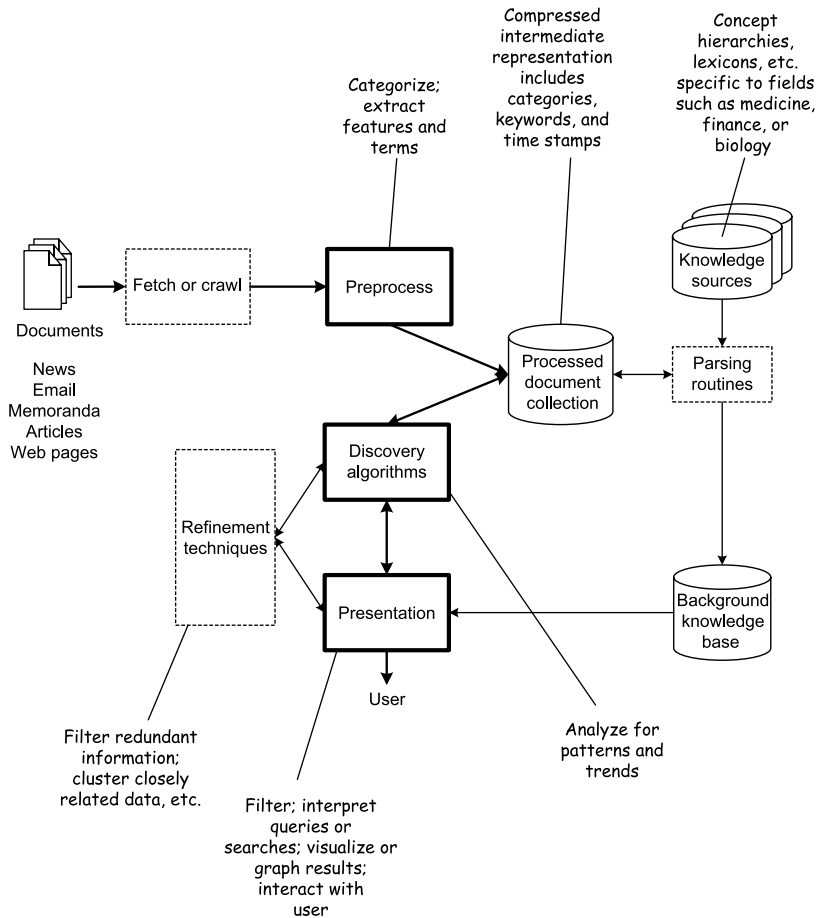 Compressed
intermediate
representation
includes
categories,
keywords, and
time stamps
Concept
hierarchies,
lexicons, etc.
specific to fields
such as medicine,
finance, or
biology
Categorize;
extract
features and
terms
Documents
News
Email
Memoranda
Articles
Web pages
Fetch or crawl
Preprocess
Knowledge
sources
Processed
document
collection
Parsing
routines
Discovery
algorithms
Refinement
techniques
Presentation
Background
knowledge
base
User
Filter redundant
information;
cluster closely
related data, etc.
Analyze for
patterns and
trends
Filter; interpret
queries or
searches; visualize or
graph results;
interact with
user